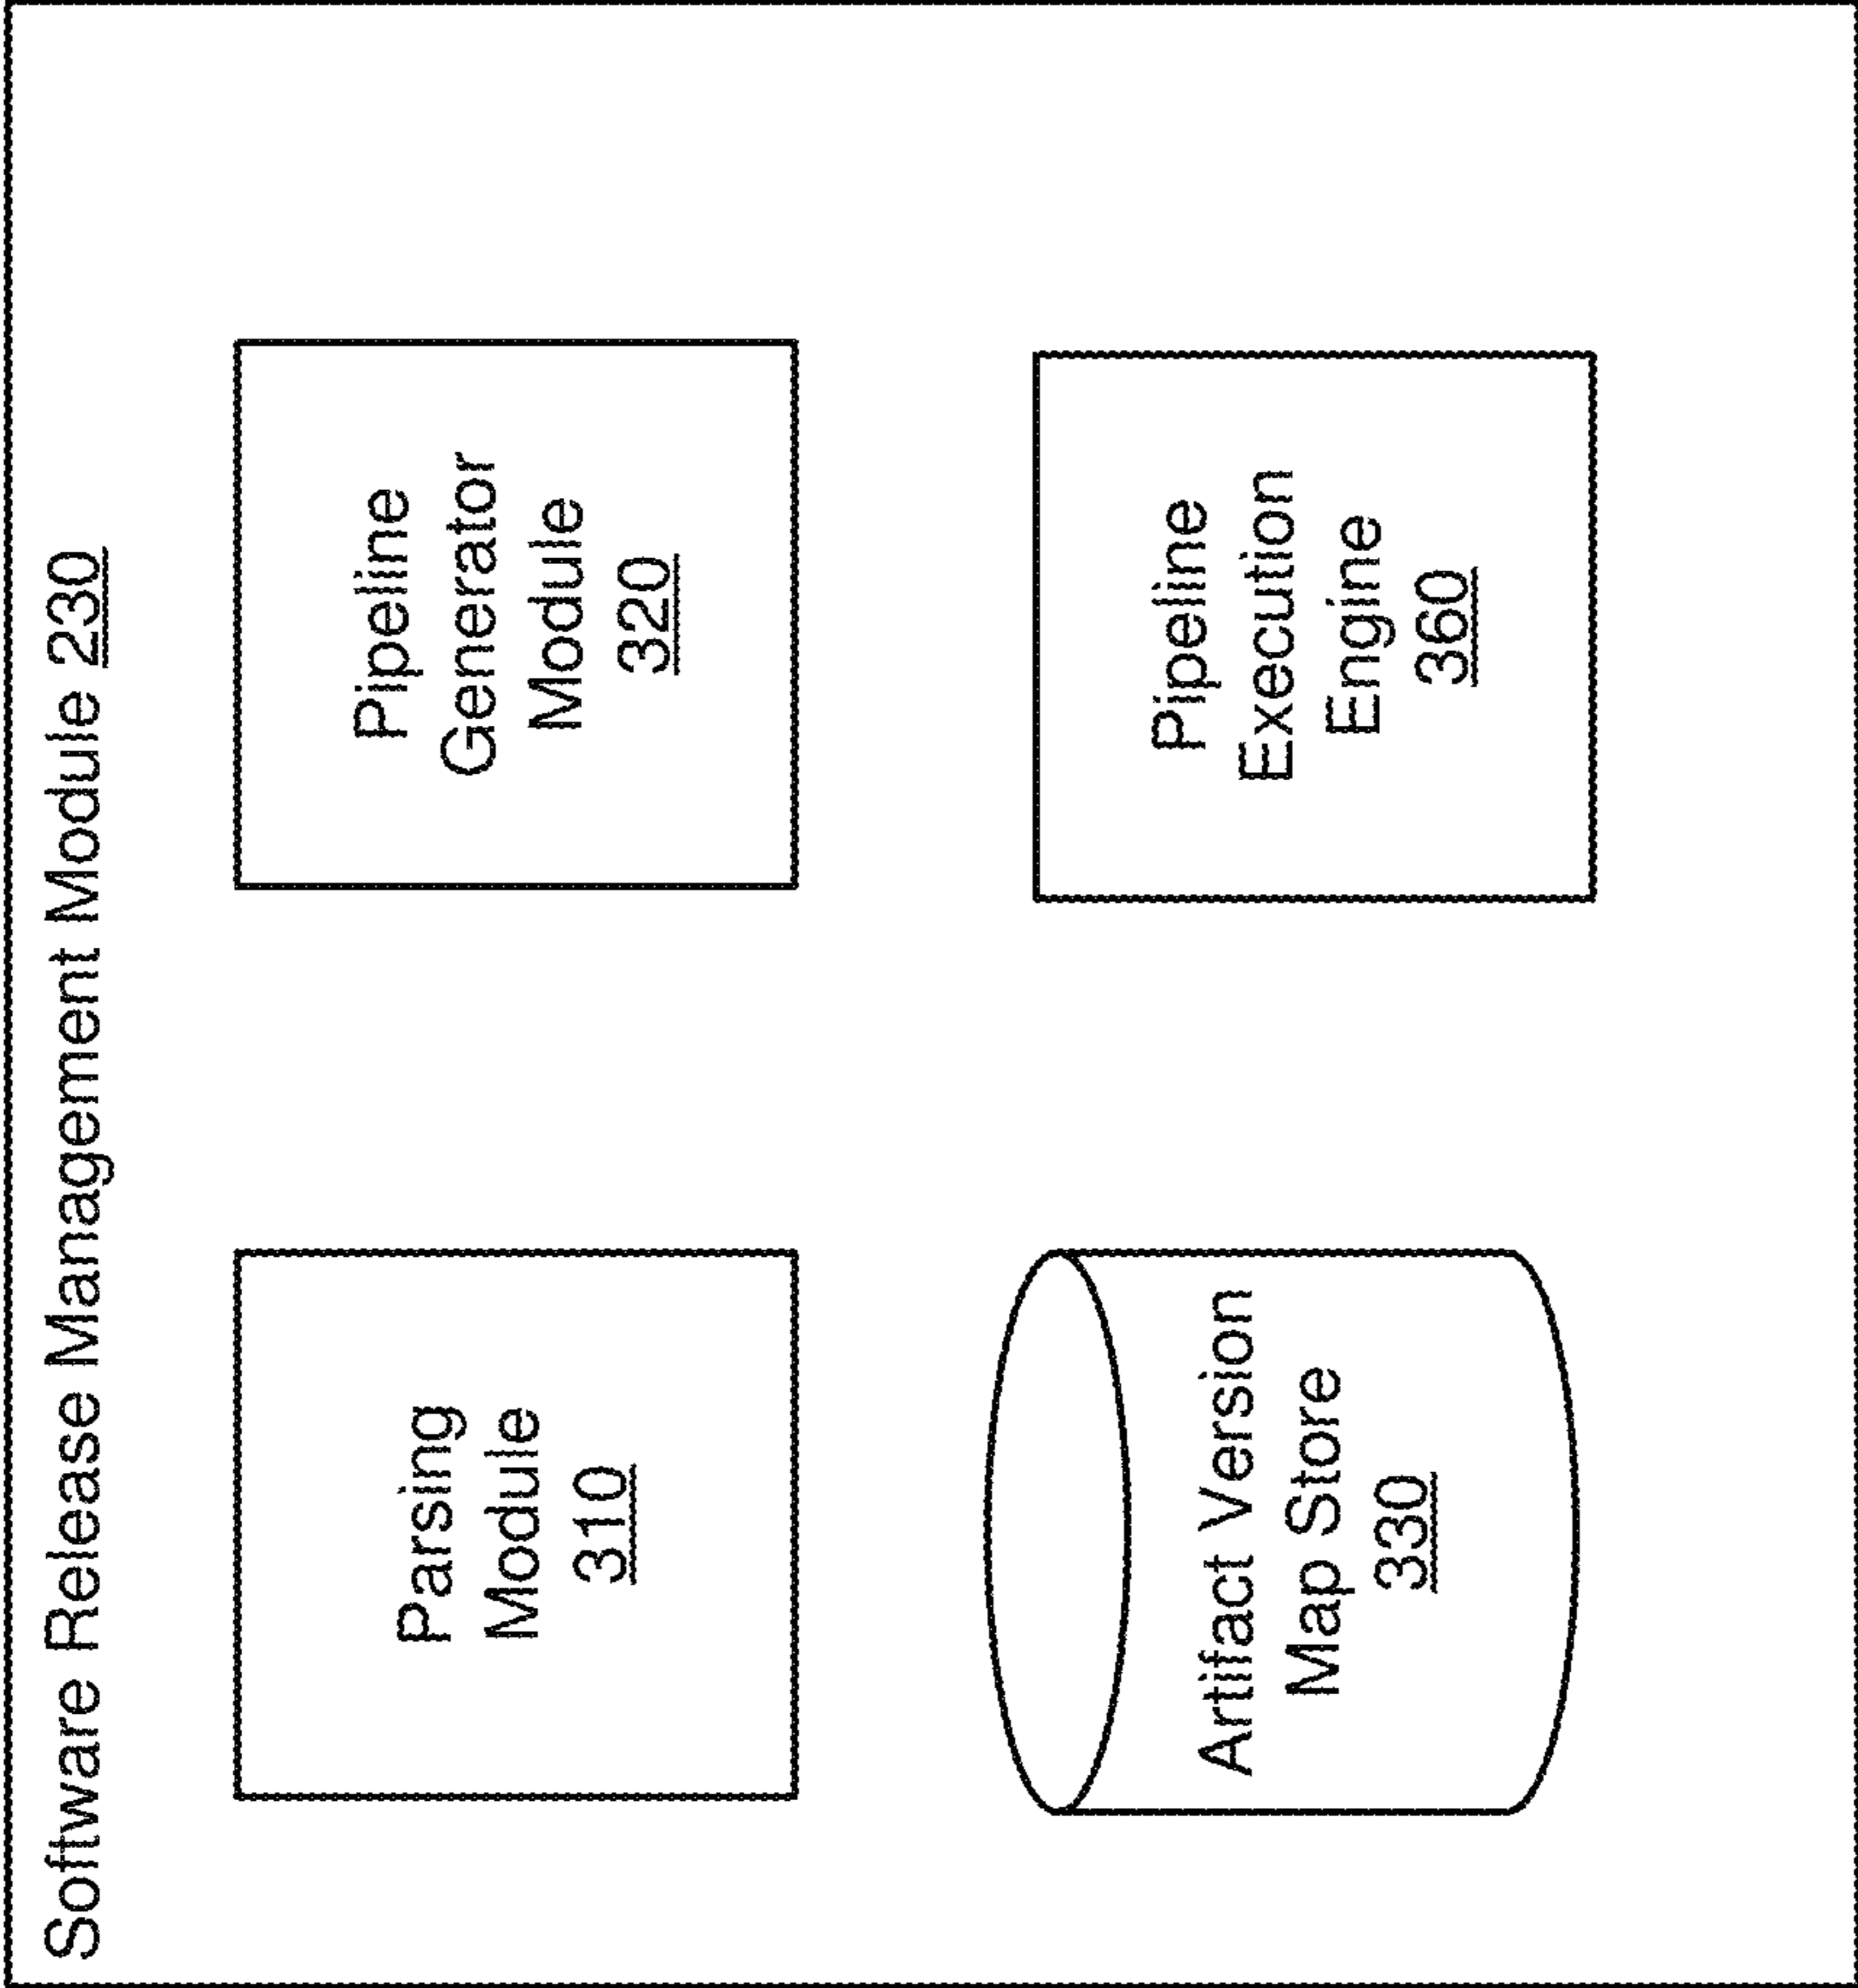 Software Release Management Module 230
Parsing
Module
310
Pipeline
Generator
Module
320
Artifact Version
Map Store
330
Pipeline
Execution
Engine
360